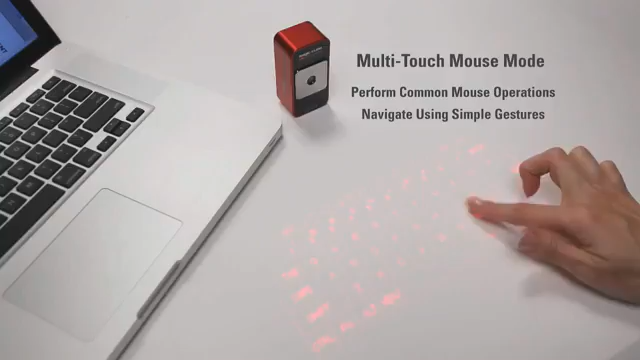 Multi-Touch Mouse Mode
Perform Common Mouse Operations
Navigate Using Simple Gestures